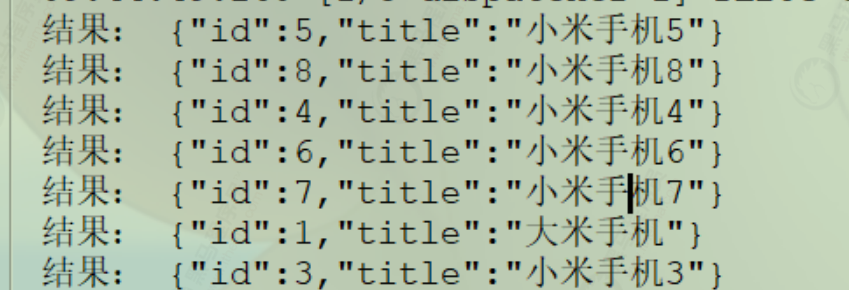 结果： {"id":5,"title":"小米手机5"}
结果： {"id":8,"title":"小米手机8"}
结果： {"id":4,"title":"小米手机4"}
结果： {"id":6,"title":"小米手机6"}
结果： {"id":7,"title":"小米手机7"}
结果： {"id":1,"title":"大米手机"}
结果： {"id":3,"title":"小米手机3"}